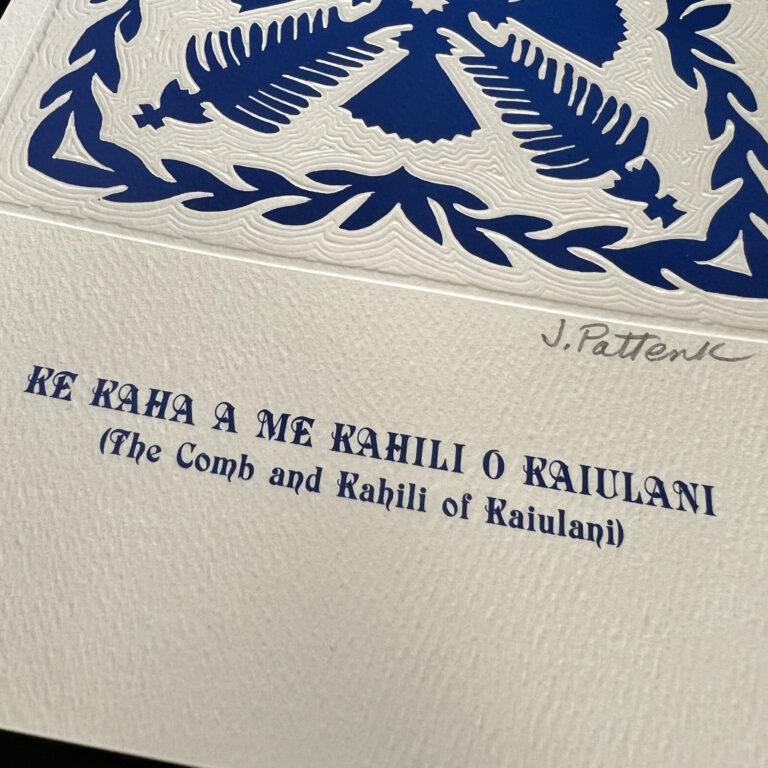 J. Pattenk
KE KAHA A ME KAHILI O KAIULANI
(The Comb and Kahili of Kaiulani)